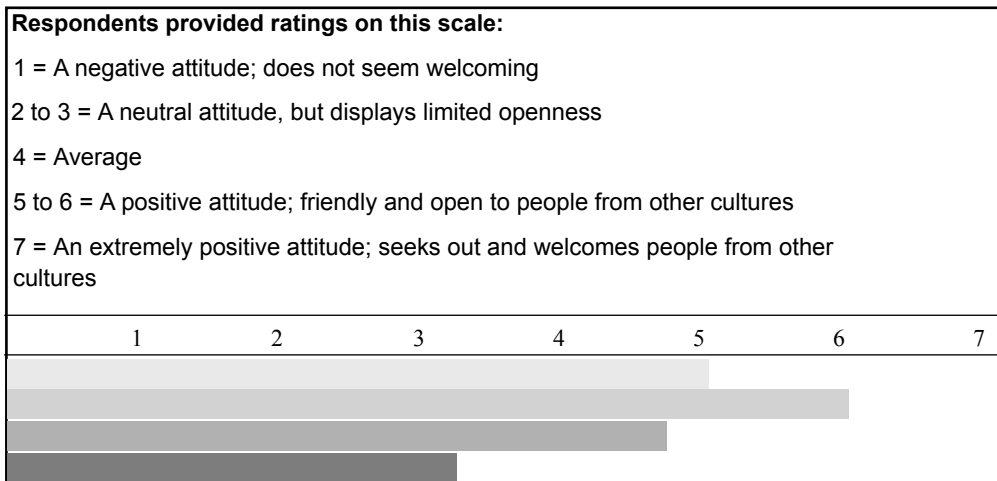 Respondents provided ratings on this scale:
1 = A negative attitude; does not seem welcoming
2 to 3 = A neutral attitude, but displays limited openness
4 = Average
5 to 6 = A positive attitude; friendly and open to people from other cultures
7 = An extremely positive attitude; seeks out and welcomes people from other
cultures
1 2 3 4 5 6 7